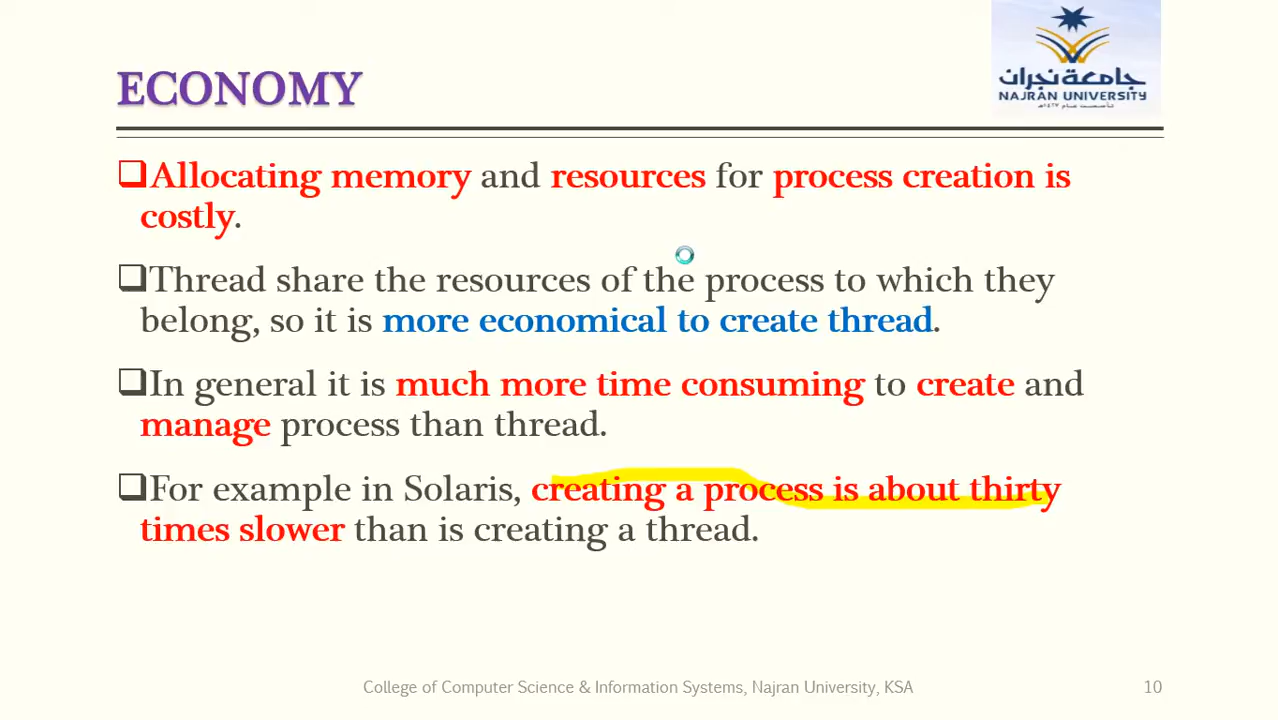 جامعة نجران
NAJRAN UNIVERSITY
ECONOMY
Allocating memory and resources for process creation is
costly.
Thread share the resources of the process to which they
belong, so it is more economical to create thread.
In general it is much more time consuming to create and
manage process than thread.
For example in Solaris, creating a process is about thirty
times slower than is creating a thread.
College of Computer Science & Information Systems, Najran University, KSA
10